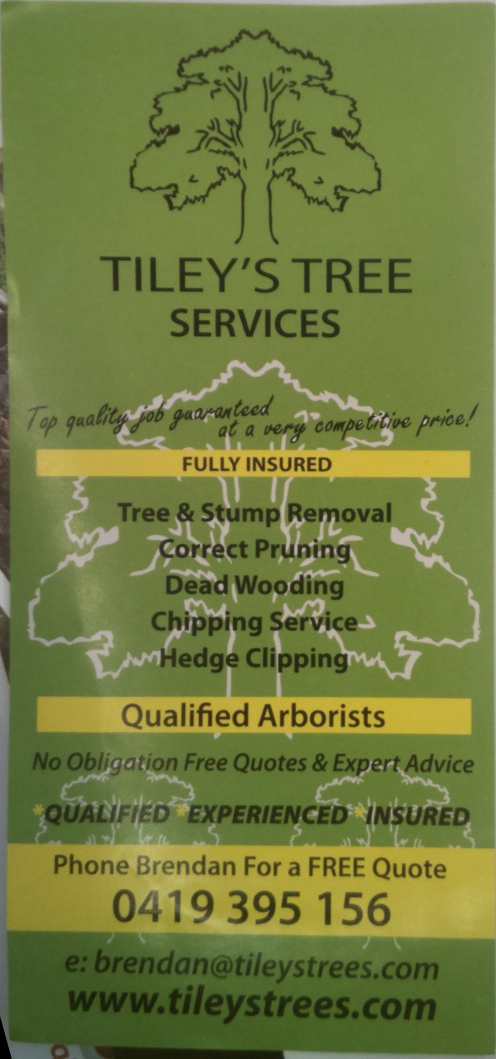 TILEY'S TREE
SERVICES
Top quality job guaranteed
at a very competitive price!
FULLY INSURED
Tree & Stump Removal
Correct Pruning
Dead Wooding
Chipping Service
Hedge Clipping
Qualified Arborists
No Obligation Free Quotes & Expert Advice
*QUALIFIED *EXPERIENCED *INSURED
Phone Brendan For a FREE Quote
0419 395 156
e: brendan@tileystrees.com
www.tileystrees.com